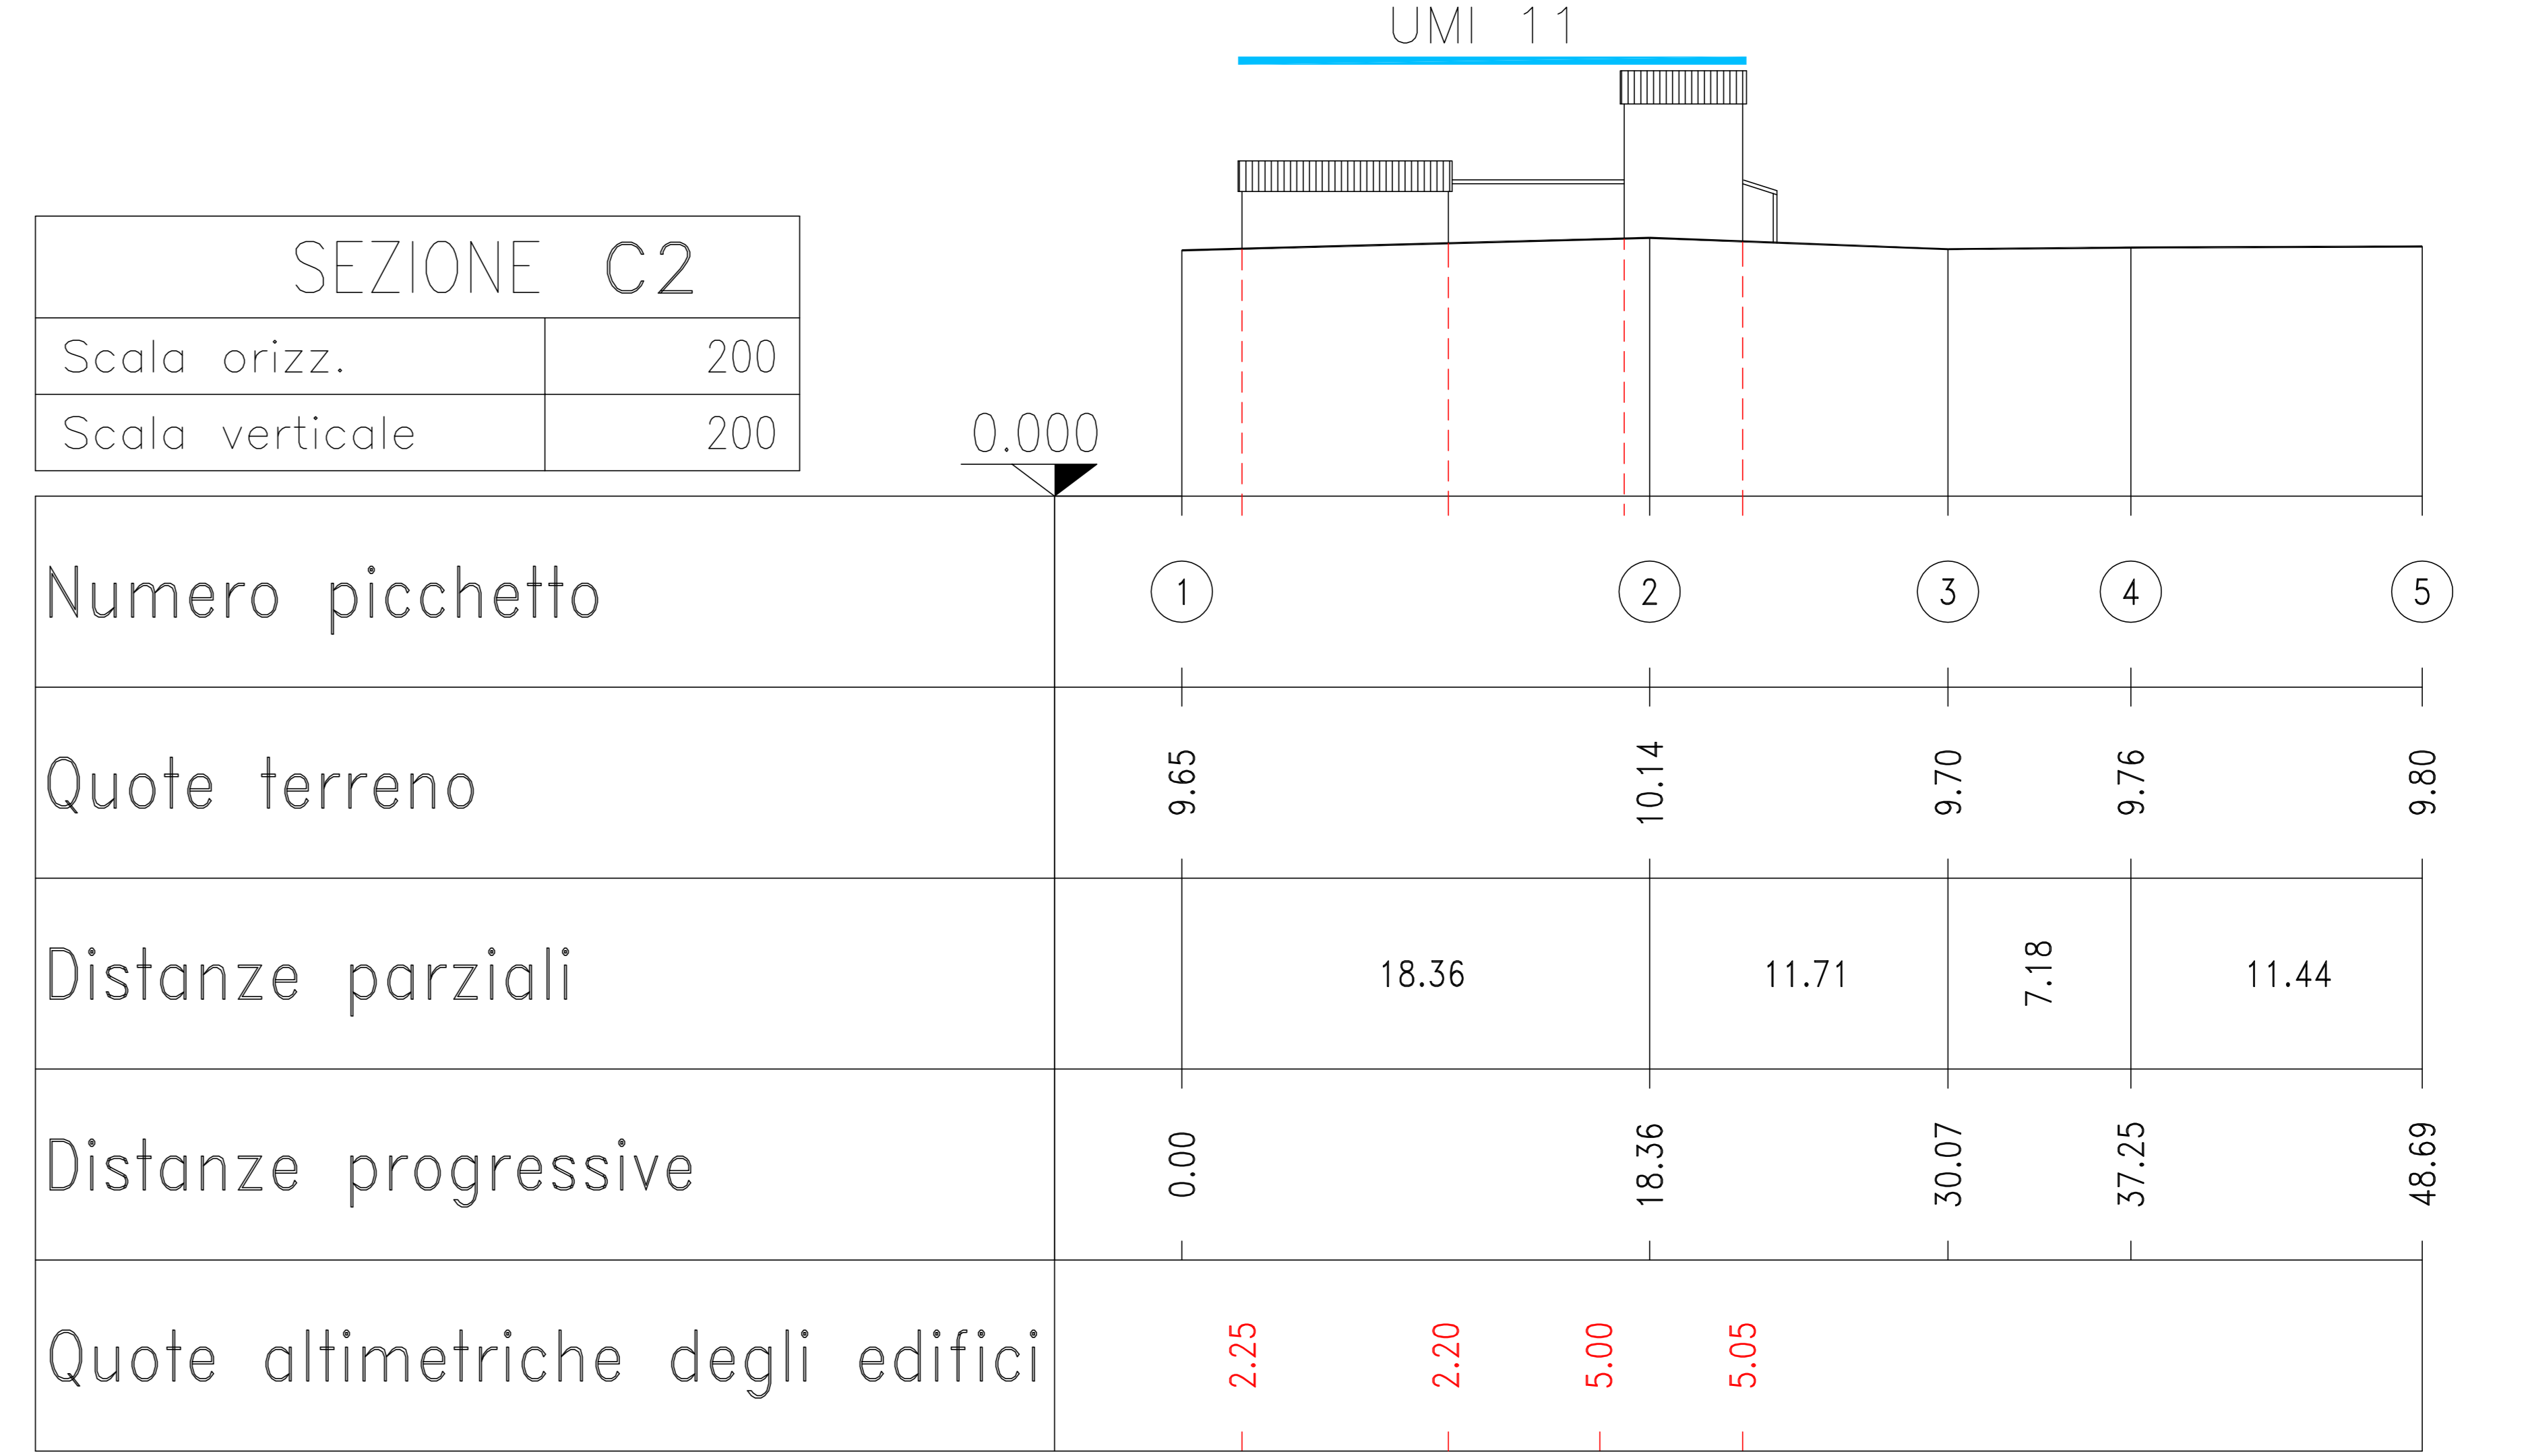 UMI 11
SEZIONE C2
Scala orizz. 200
Scala verticale 200
0.000
Numero picchetto 1 2 3 4 5
Quote terreno 9.65 10.14 9.70 9.76 9.80
Distanze parziali 18.36 11.71 7.18 11.44
Distanze progressive 0.00 18.36 30.07 37.25 48.69
Quote altimetriche degli edifici 2.25 2.20 5.00 5.05